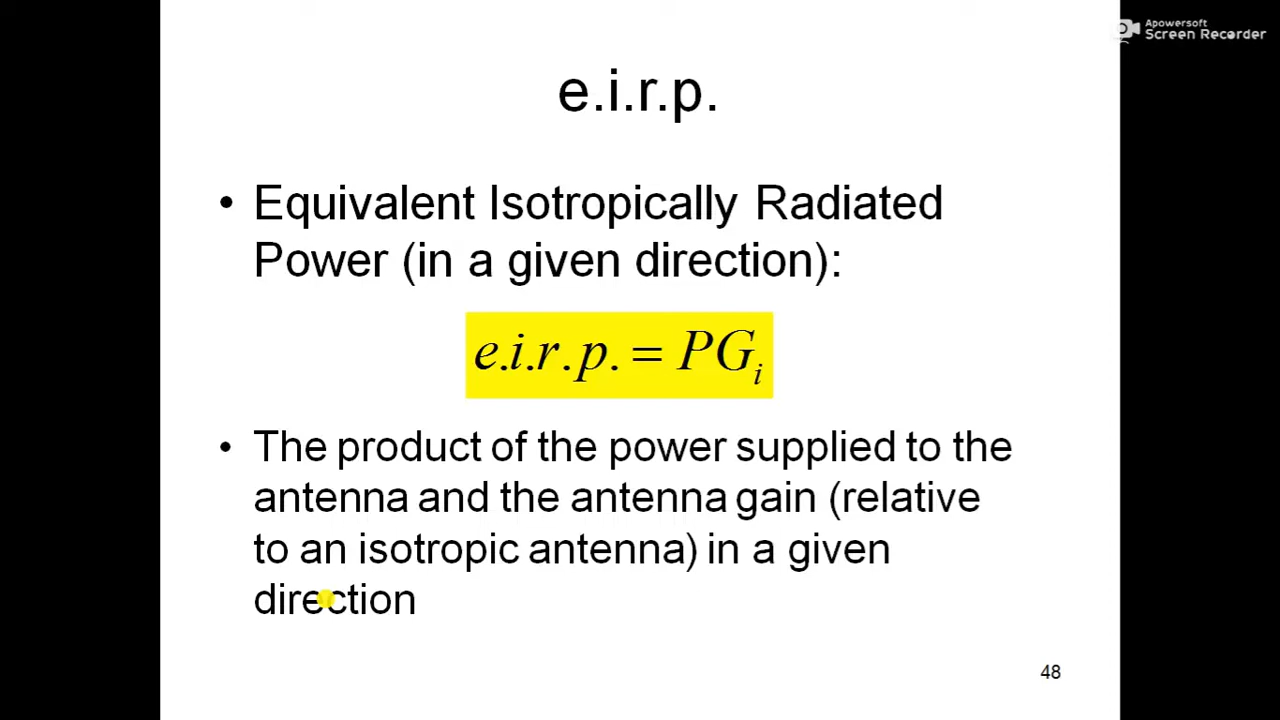 Apowersoft
Screen Recorder
e.i.r.p.
• Equivalent Isotropically Radiated
Power (in a given direction):
e.i.r.p. = PG_i
• The product of the power supplied to the
antenna and the antenna gain (relative
to an isotropic antenna) in a given
direction
48